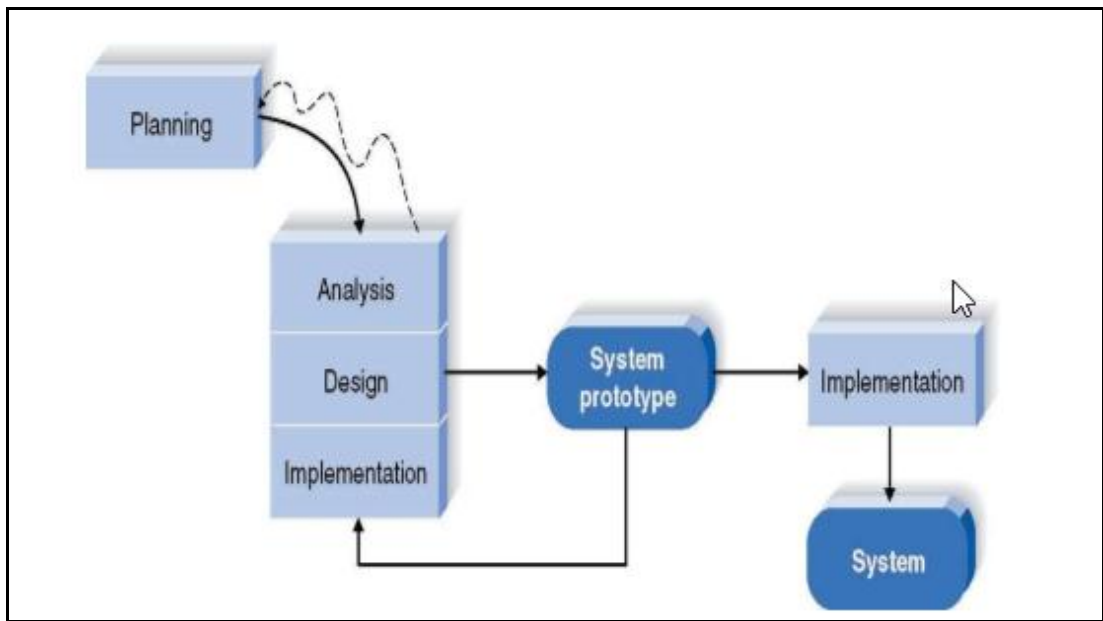 Planning
Analysis
Design
Implementation
System
prototype
Implementation
System